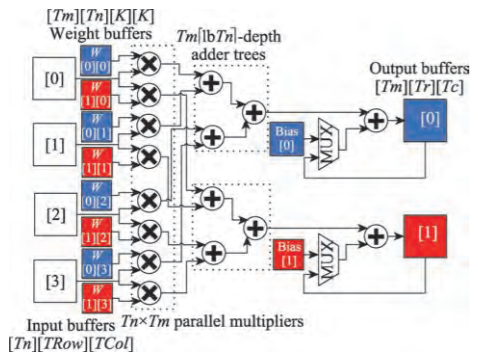 [Tm][Tn][K][K]
Weight buffers
Tm⌈lbTn⌉-depth
adder trees
Output buffers
[Tm][Tr][Tc]
[0]
W
[0][0]
W
[1][0]
[1]
W
[0][1]
W
[1][1]
[2]
W
[0][2]
W
[1][2]
[3]
W
[0][3]
W
[1][3]
Bias
[0]
MUX
[0]
Bias
[1]
MUX
[1]
Input buffers
[Tn][TRow][TCol]
Tn×Tm parallel multipliers